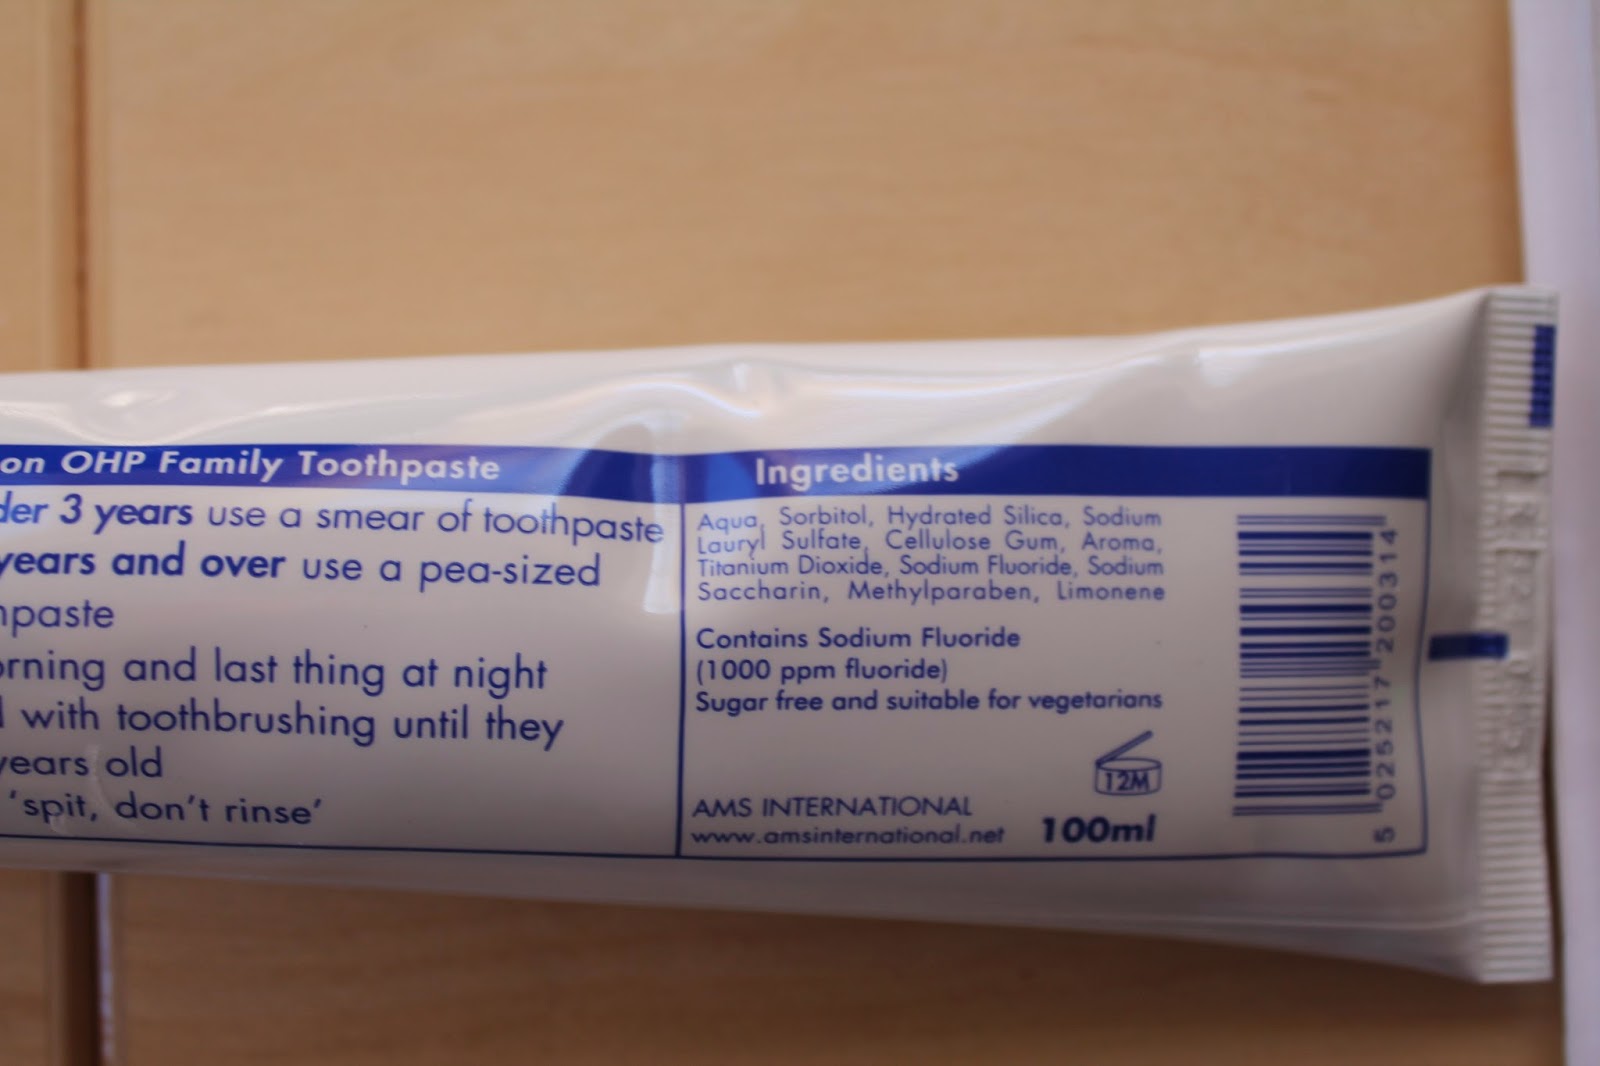 on OHP Family Toothpaste
der 3 years use a smear of toothpaste
years and over use a pea-sized
hpaste
orning and last thing at night
with toothbrushing until they
years old
'spit, don't rinse'
Ingredients
Aqua, Sorbitol, Hydrated Silica, Sodium
Lauryl Sulfate, Cellulose Gum, Aroma,
Titanium Dioxide, Sodium Fluoride, Sodium
Saccharin, Methylparaben, Limonene
Contains Sodium Fluoride
(1000 ppm fluoride)
Sugar free and suitable for vegetarians
12M
AMS INTERNATIONAL
www.amsinternational.net
100ml
5 025217 200314